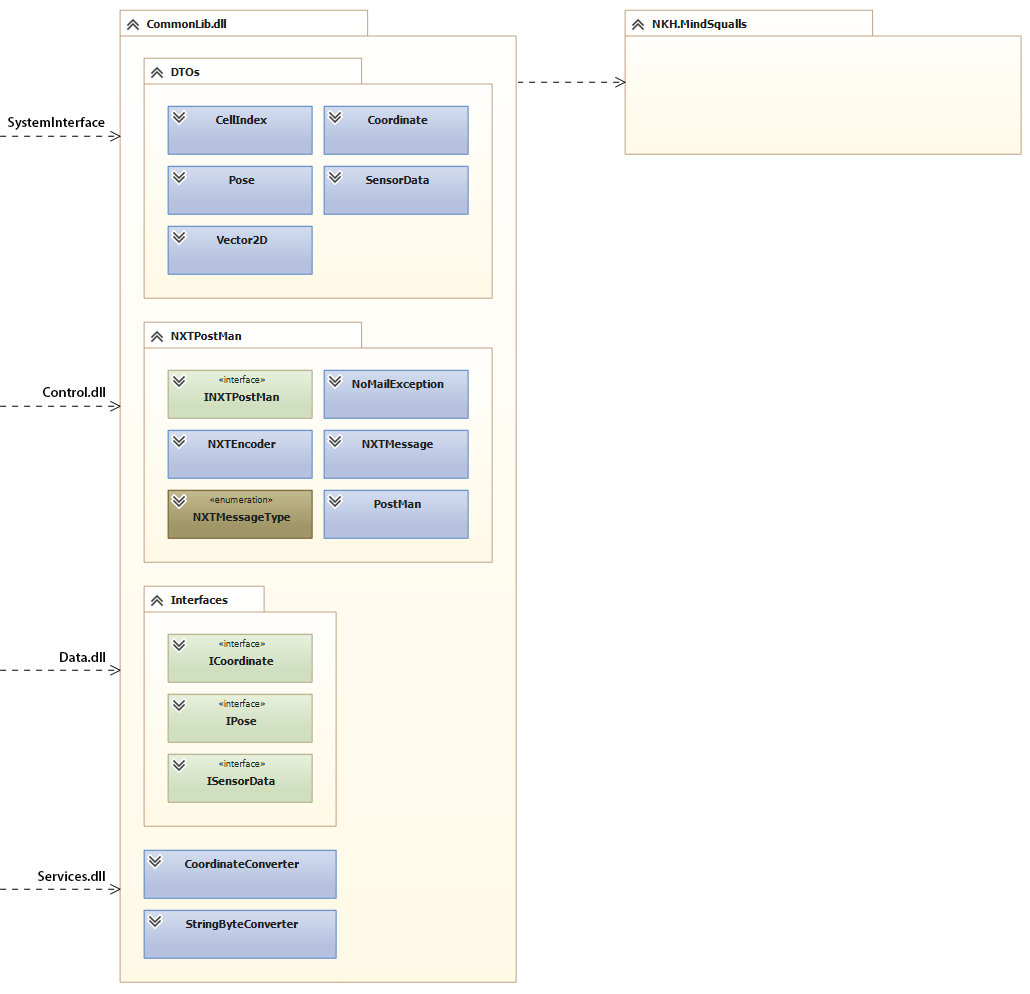 CommonLib.dll
NKH.MindSqualls
DTOs
CellIndex
Coordinate
SystemInterface
Pose
SensorData
Vector2D
NXTPostMan
«interface»
INXTPostMan
NoMailException
Control.dll
NXTEncoder
NXTMessage
«enumeration»
NXTMessageType
PostMan
Interfaces
«interface»
ICoordinate
Data.dll
«interface»
IPose
«interface»
ISensorData
CoordinateConverter
Services.dll
StringByteConverter